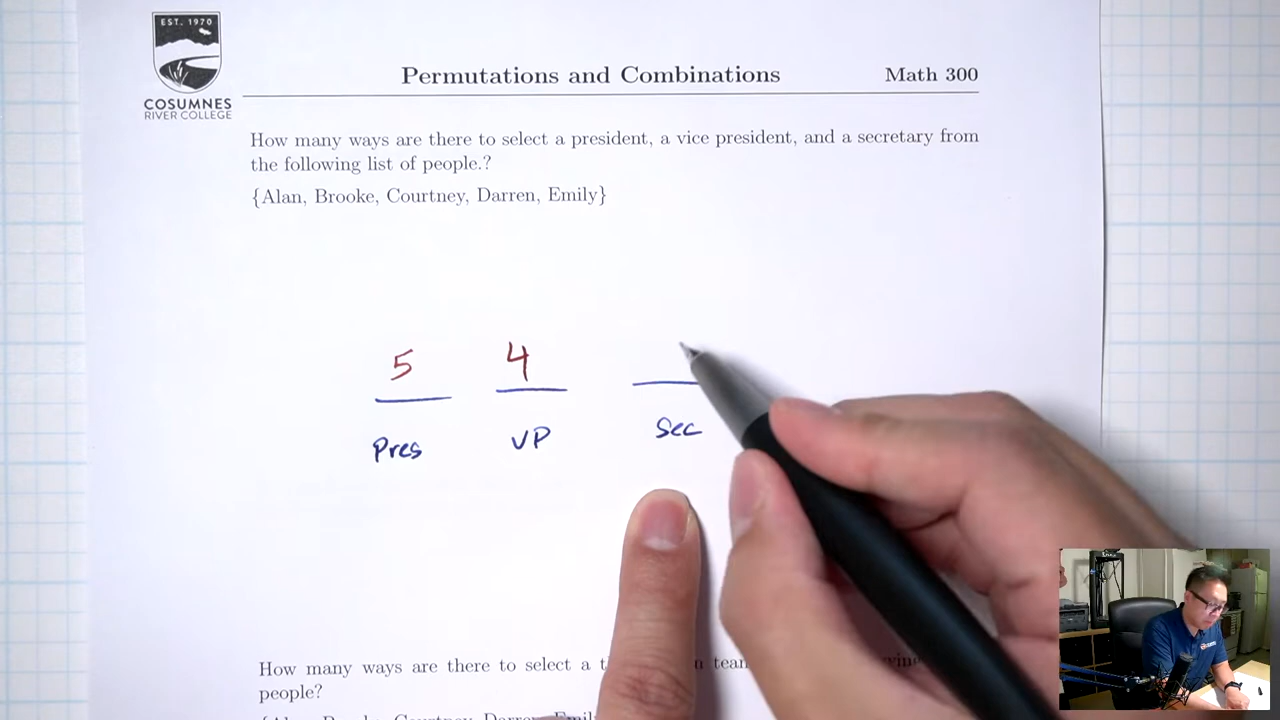 EST. 1970
COSUMNES
RIVER COLLEGE
Permutations and Combinations
Math 300
How many ways are there to select a president, a vice president, and a secretary from
the following list of people.?
{Alan, Brooke, Courtney, Darren, Emily}
5 4
Pres VP Sec
How many ways are there to select a
people?